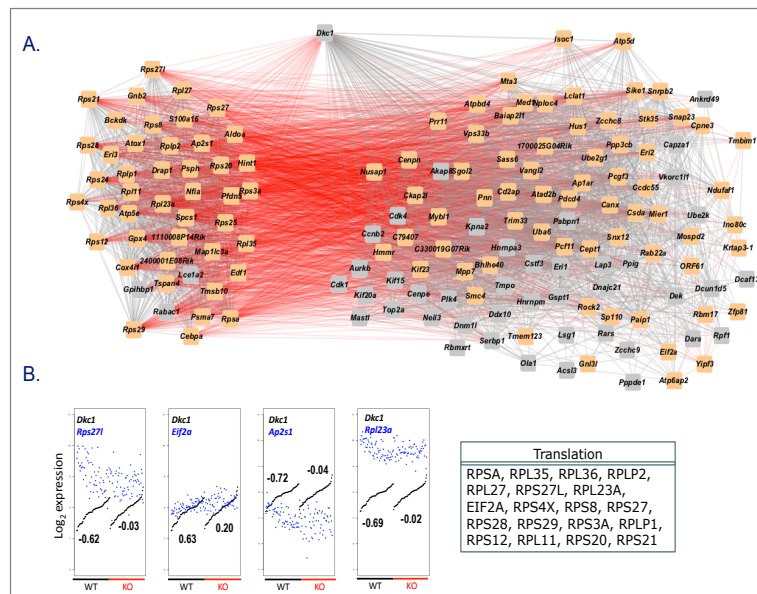 A.
Dkc1
Isoc1
Atp5d
Rps27l
Rpl27
Rps21
Gnb2
S100a16
Rps27
Bckdk
Rps8
Aldoa
Rps28
Atox1
Rplp2
Ap2s1
Eri3
Rps24
Rplp1
Drap1
Psph
Rps20
Hint1
Rps4x
Rpl11
Nfia
Pfdn5
Rps3a
Rpl36
Atp5e
Rpl23a
Spcs1
Rps25
Rps12
Gpx4
1110008P14Rik
Rpl35
Map1lc3a
Cox4i1
2400001E08Rik
Lce1a2
Edf1
Gpihbp1
Tspan4
Tmsb10
Rabac1
Psma7
Rpsa
Rps29
Cebpa
Mta3
Sike1
Snrpb2
Ankrd49
Atpbd4
Med1
Nploc4
Lclat1
Baiap2l1
Zcchc8
Stk35
Snap23
Cpne3
Prr11
Vps33b
Hus1
1700025G04Rik
Ppp3cb
Eri2
Capza1
Tmbim1
Cenpn
Sass6
Ube2g1
Nusap1
Akap8
Sgol2
Vangl2
Pcgf3
Vkorc1l1
Ap1ar
Ccdc55
Ndufaf1
Ckap2l
Pnn
Cd2ap
Atad2b
Pdcd4
Canx
Cdk4
Mybl1
Csda
Mier1
Ube2k
Ino80c
Trim33
Pabpn1
Ccnb2
Kpna2
Uba6
Snx12
Mospd2
Krtap3-1
C79407
Hnrnpa3
Pcf11
Cept1
Rab22a
C330019G07Rik
Hmmr
Cstf3
Eri1
Lap3
Ppig
ORF61
Aurkb
Kif23
Bhlhe40
Mpp7
Dcaf13
Cdk1
Kif15
Dnajc21
Dcun1d5
Kif20a
Cenpe
Plk4
Smc4
Tmpo
Gspt1
Dek
Hnrnpm
Rock2
Rbm17
Zfp81
Mastl
Top2a
Neil3
Ddx10
Sp110
Paip1
Dnm1l
Rbmxrt
Serbp1
Tmem123
Lsg1
Rars
Dars
Rpf1
Zcchc9
Eif2a
Ola1
Gnl3l
Yipf3
Acsl3
Pppde1
Atp6ap2
B.
Log2 expression
Dkc1
Rps27l
-0.62
-0.03
WT
KO
Dkc1
Eif2a
0.63
0.20
WT
KO
Dkc1
Ap2s1
-0.72
-0.04
WT
KO
Dkc1
Rpl23a
-0.69
-0.02
WT
KO
Translation
RPSA, RPL35, RPL36, RPLP2,
RPL27, RPS27L, RPL23A,
EIF2A, RPS4X, RPS8, RPS27,
RPS28, RPS29, RPS3A, RPLP1,
RPS12, RPL11, RPS20, RPS21